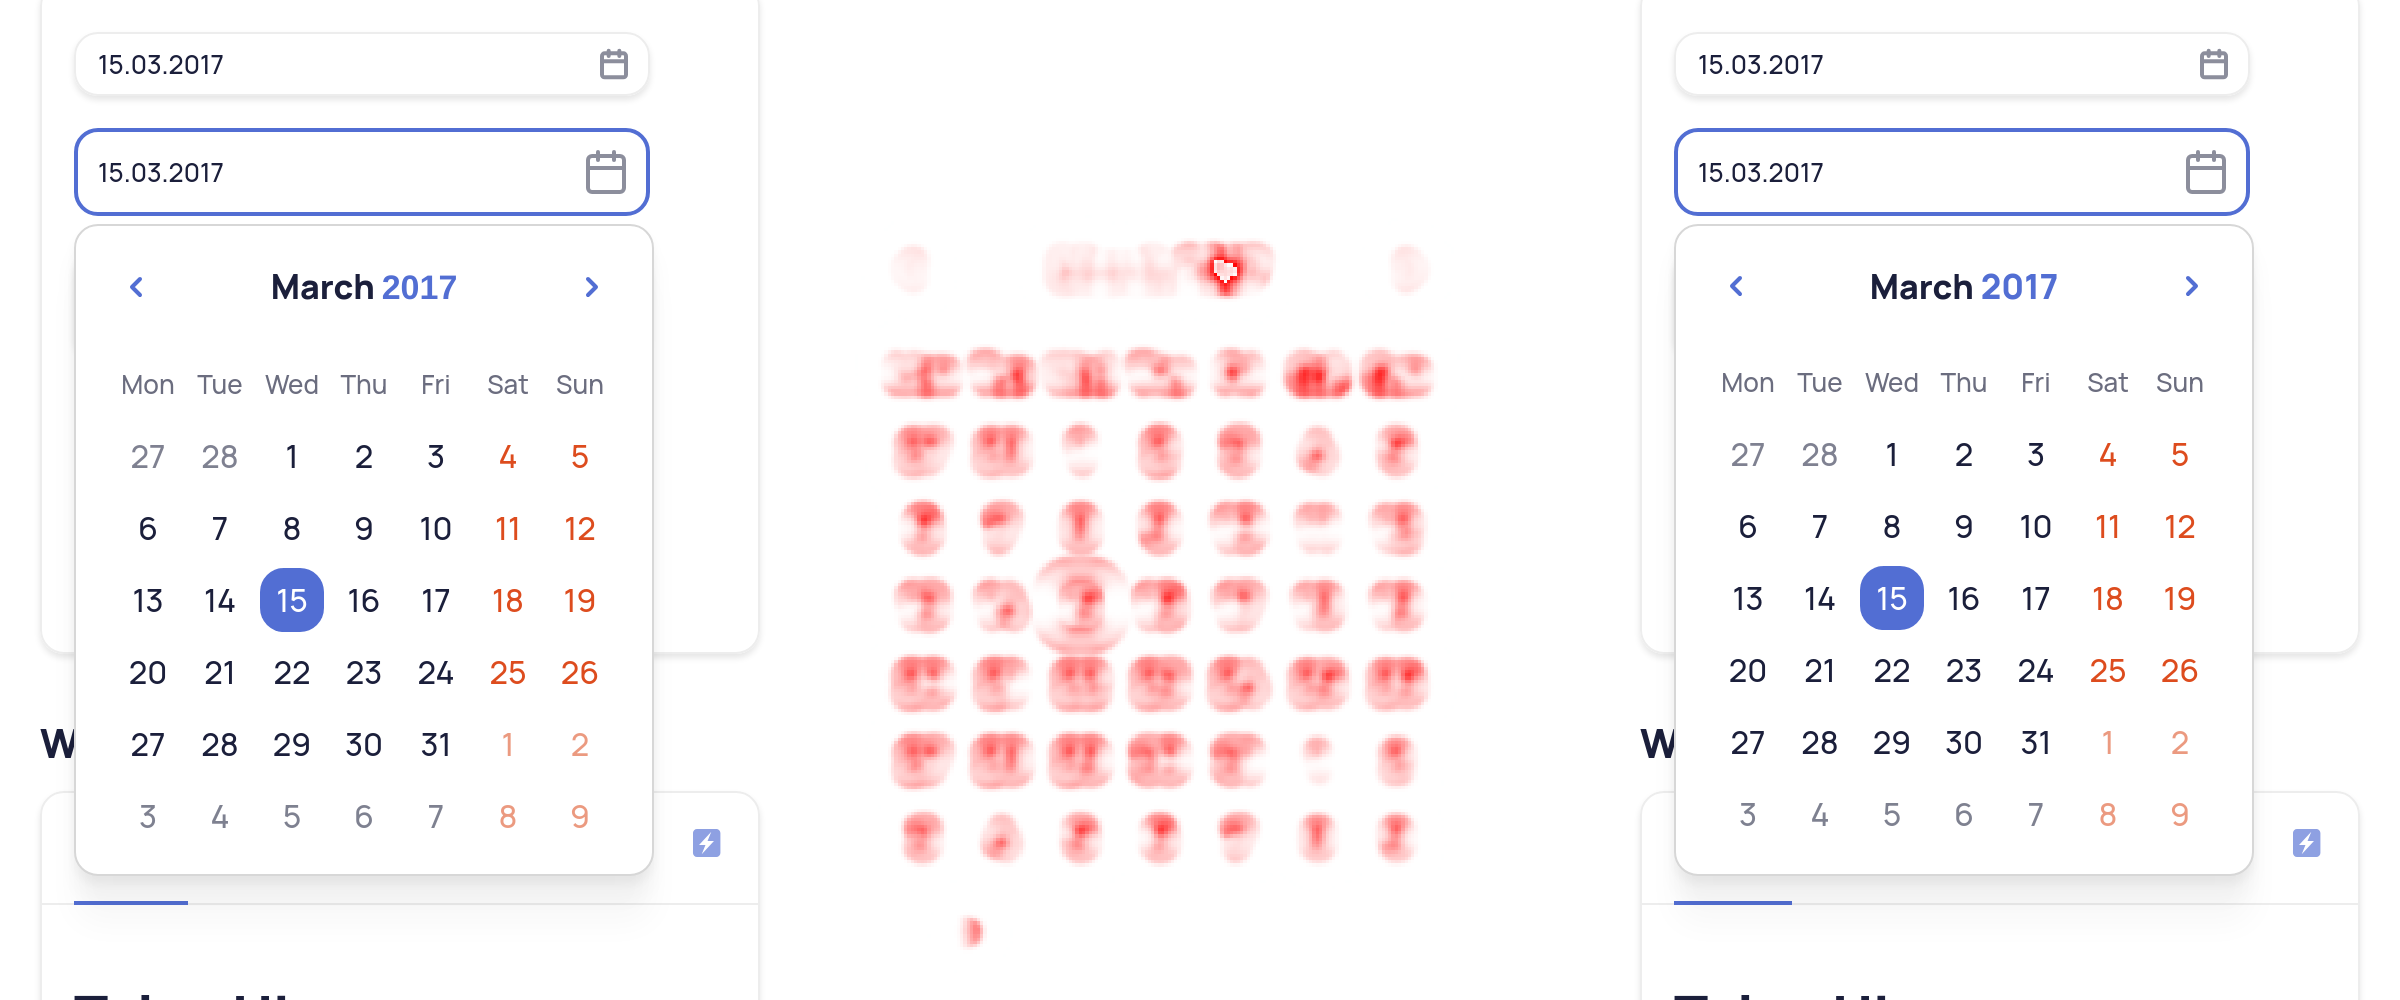 15.03.2017
15.03.2017
March 2017
Mon Tue Wed Thu Fri Sat Sun
27 28 1 2 3 4 5
6 7 8 9 10 11 12
13 14 15 16 17 18 19
20 21 22 23 24 25 26
27 28 29 30 31 1 2
3 4 5 6 7 8 9
W
15.03.2017
15.03.2017
March 2017
Mon Tue Wed Thu Fri Sat Sun
27 28 1 2 3 4 5
6 7 8 9 10 11 12
13 14 15 16 17 18 19
20 21 22 23 24 25 26
27 28 29 30 31 1 2
3 4 5 6 7 8 9
W